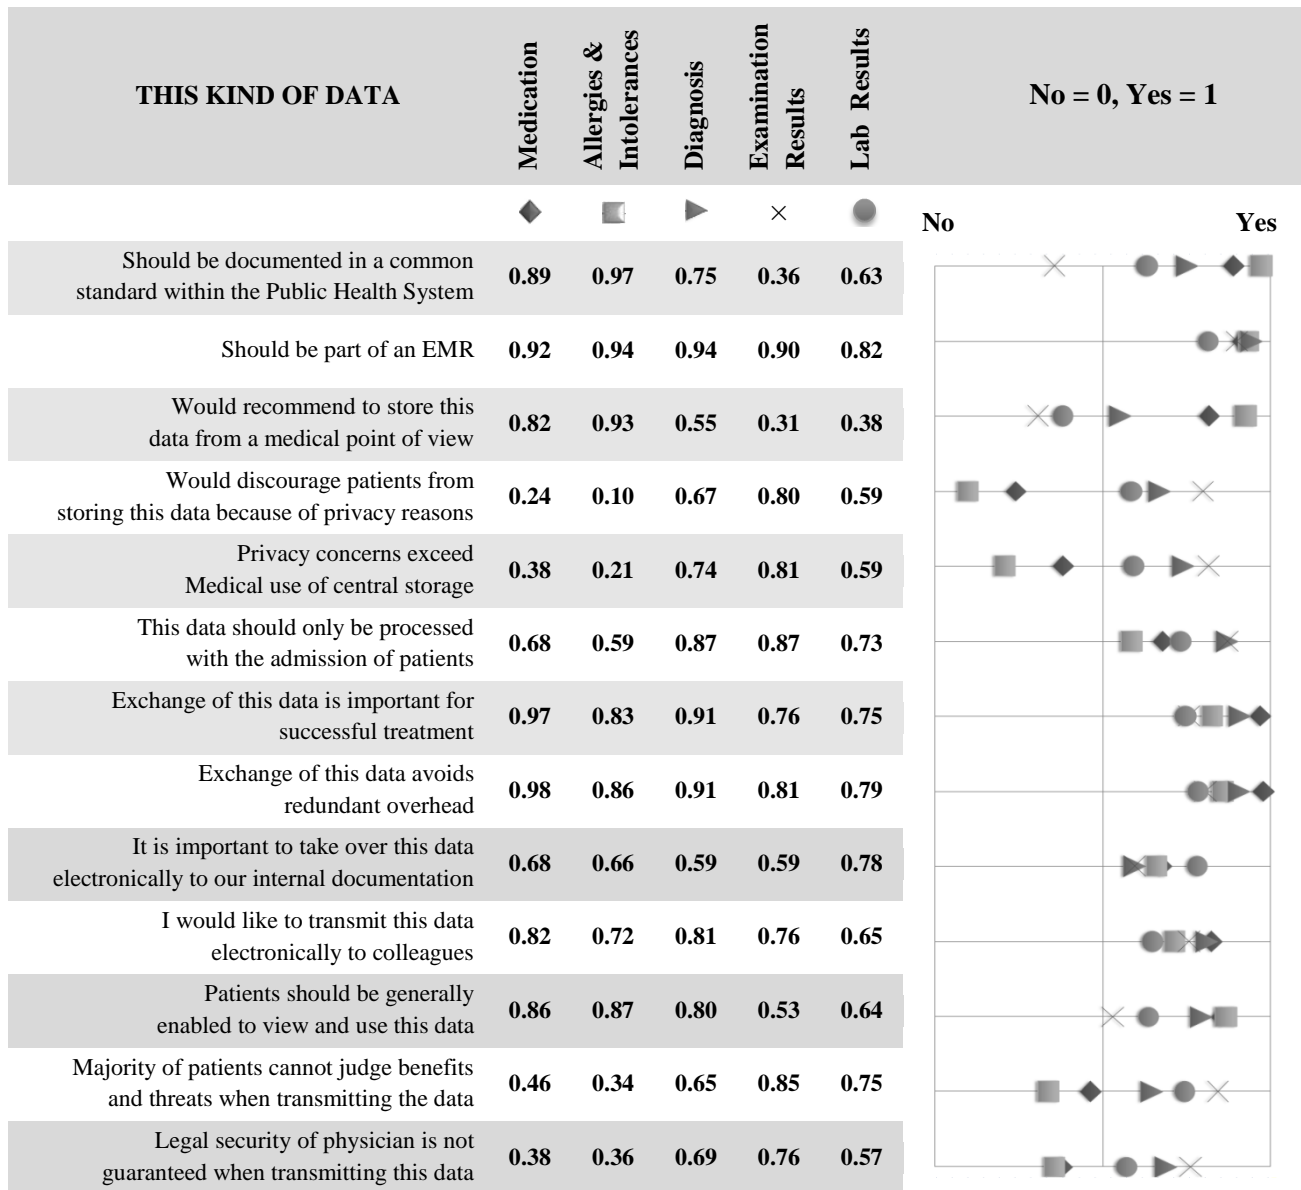 THIS KIND OF DATA
Medication
Allergies &
Intolerances
Diagnosis
Examination
Results
Lab Results
No = 0, Yes = 1
No Yes
Should be documented in a common
standard within the Public Health System
0.89 0.97 0.75 0.36 0.63
Should be part of an EMR 0.92 0.94 0.94 0.90 0.82
Would recommend to store this
data from a medical point of view
0.82 0.93 0.55 0.31 0.38
Would discourage patients from
storing this data because of privacy reasons
0.24 0.10 0.67 0.80 0.59
Privacy concerns exceed
Medical use of central storage
0.38 0.21 0.74 0.81 0.59
This data should only be processed
with the admission of patients
0.68 0.59 0.87 0.87 0.73
Exchange of this data is important for
successful treatment
0.97 0.83 0.91 0.76 0.75
Exchange of this data avoids
redundant overhead
0.98 0.86 0.91 0.81 0.79
It is important to take over this data
electronically to our internal documentation
0.68 0.66 0.59 0.59 0.78
I would like to transmit this data
electronically to colleagues
0.82 0.72 0.81 0.76 0.65
Patients should be generally
enabled to view and use this data
0.86 0.87 0.80 0.53 0.64
Majority of patients cannot judge benefits
and threats when transmitting the data
0.46 0.34 0.65 0.85 0.75
Legal security of physician is not
guaranteed when transmitting this data
0.38 0.36 0.69 0.76 0.57